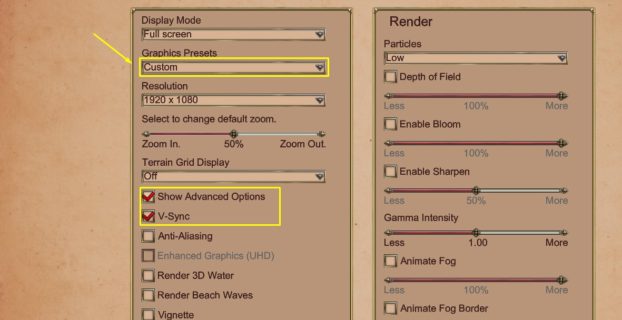 Display Mode
Full screen
Graphics Presets
Custom
Resolution
1920 x 1080
Select to change default zoom.
Zoom In. 50% Zoom Out.
Terrain Grid Display
Off
Show Advanced Options
V-Sync
Anti-Aliasing
Enhanced Graphics (UHD)
Render 3D Water
Render Beach Waves
Vignette
Render
Particles
Low
Depth of Field
Less 100% More
Enable Bloom
Less 100% More
Enable Sharpen
Less 50% More
Gamma Intensity
Less 1.00 More
Animate Fog
Less 100% More
Animate Fog Border